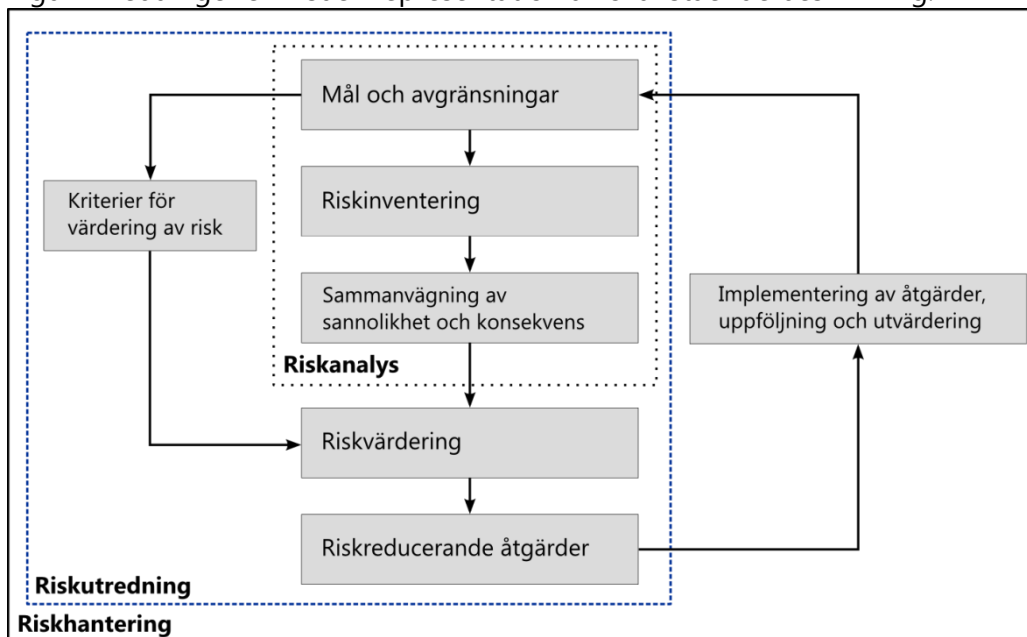 Mål och avgränsningar
Riskinventering
Kriterier för
värdering av risk
Sammanvägning av
sannolikhet och konsekvens
Implementering av åtgärder,
uppföljning och utvärdering
Riskanalys
Riskvärdering
Riskreducerande åtgärder
Riskutredning
Riskhantering